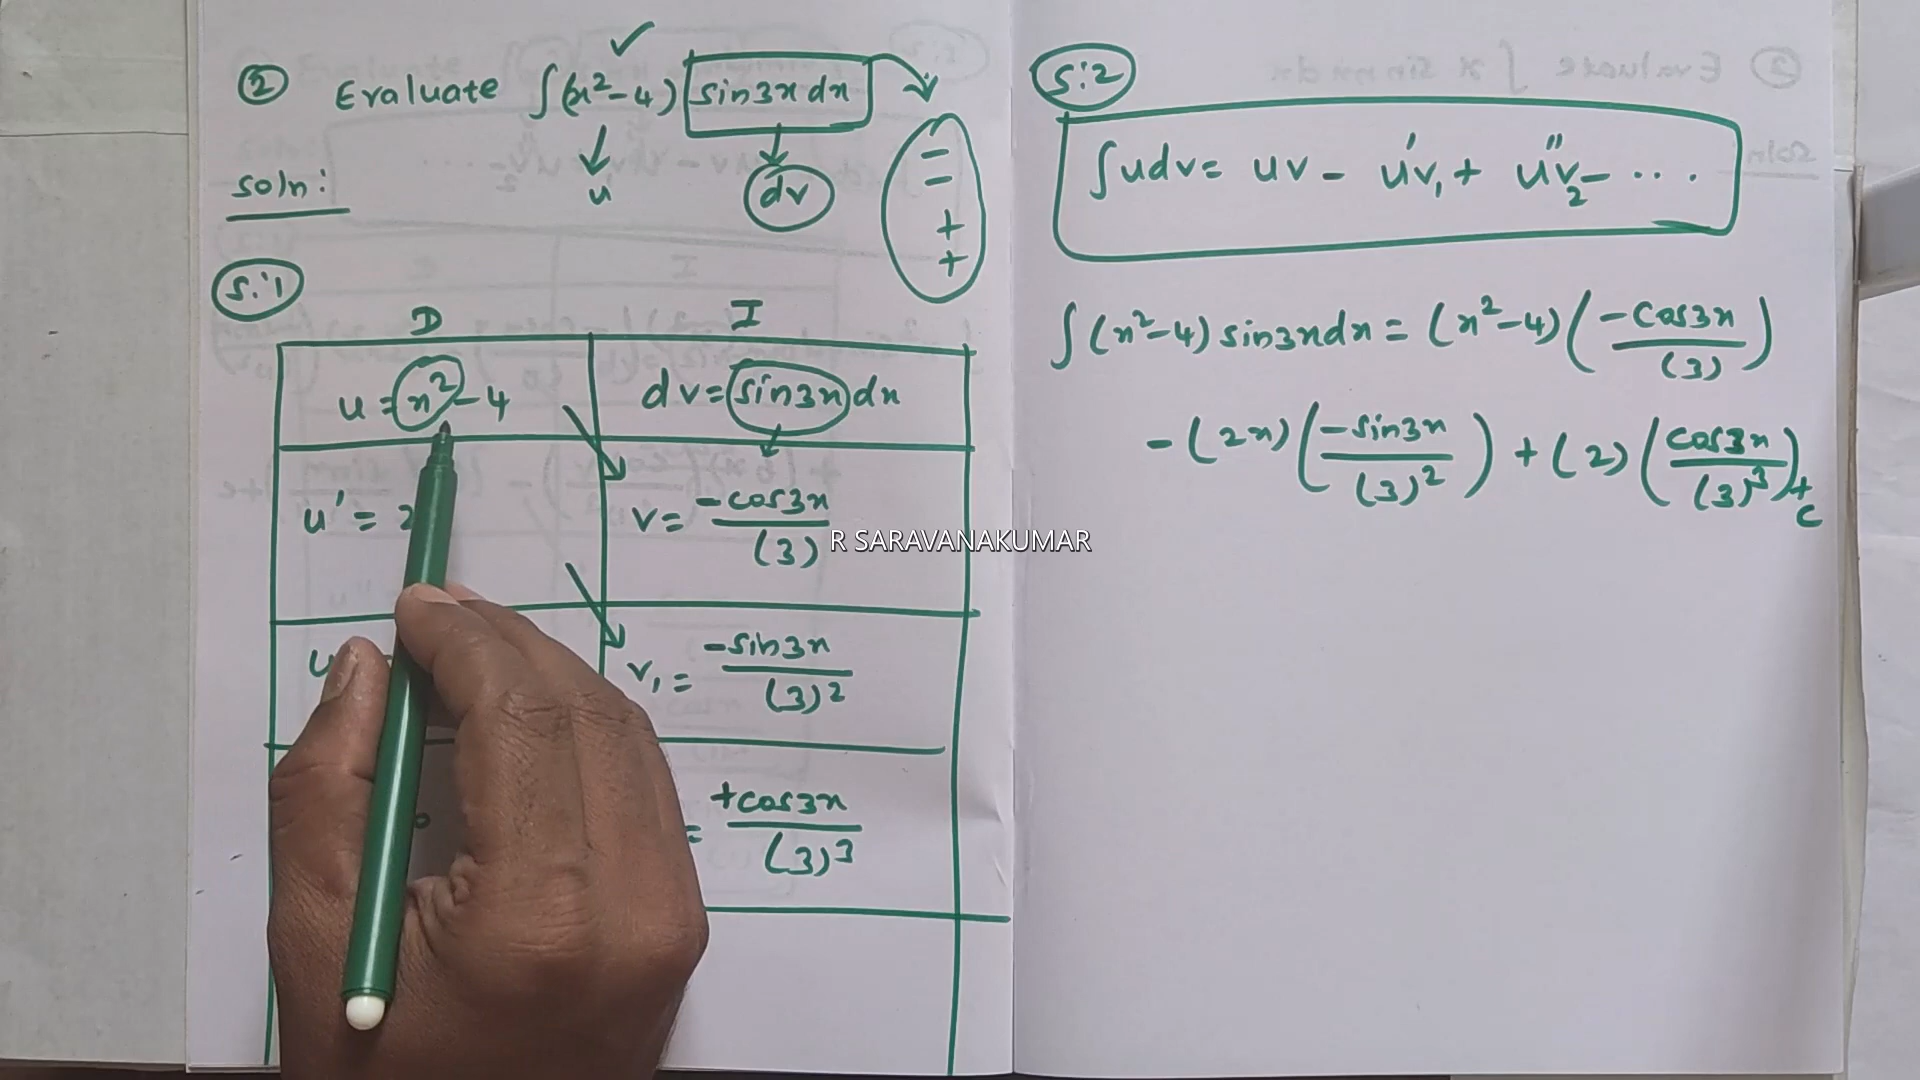 ② Evaluate ∫(x²-4) sin3x dx
u
dv
-
-
+
+
soln:
S:1
D I
u = x²-4 dv = sin3x dx
u' = 2 v = -cos3x/(3)
u v₁ = -sin3x/(3)²
= +cos3x/(3)³
S:2
∫udv = uv - u'v₁ + u''v₂ - ....
∫(x²-4) sin3x dx = (x²-4)(-cos3x/(3))
-(2x)(-sin3x/(3)²) + (2)(cos3x/(3)³) + c
R SARAVANAKUMAR